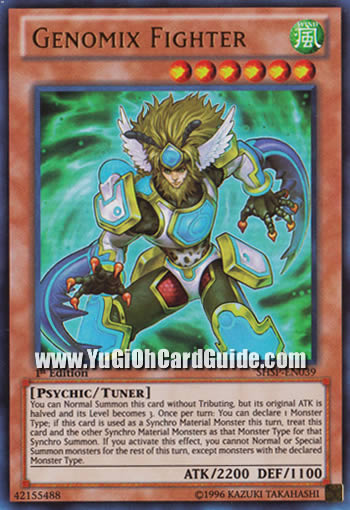 GENOMIX FIGHTER
WIND
風
www.YuGiOhCardGuide.com
1st Edition
SHSP-EN039
[PSYCHIC/TUNER]
You can Normal Summon this card without Tributing, but its original ATK is
halved and its Level becomes 3. Once per turn: You can declare 1 Monster
Type; if this card is used as a Synchro Material Monster this turn, treat this
card and the other Synchro Monsters as that Monster Type for that
Synchro Summon. If you activate this effect, you cannot Normal or Special
Summon monsters for the rest of this turn, except monsters with the declared
Monster Type.
ATK/2200 DEF/1100
42155488
©1996 KAZUKI TAKAHASHI